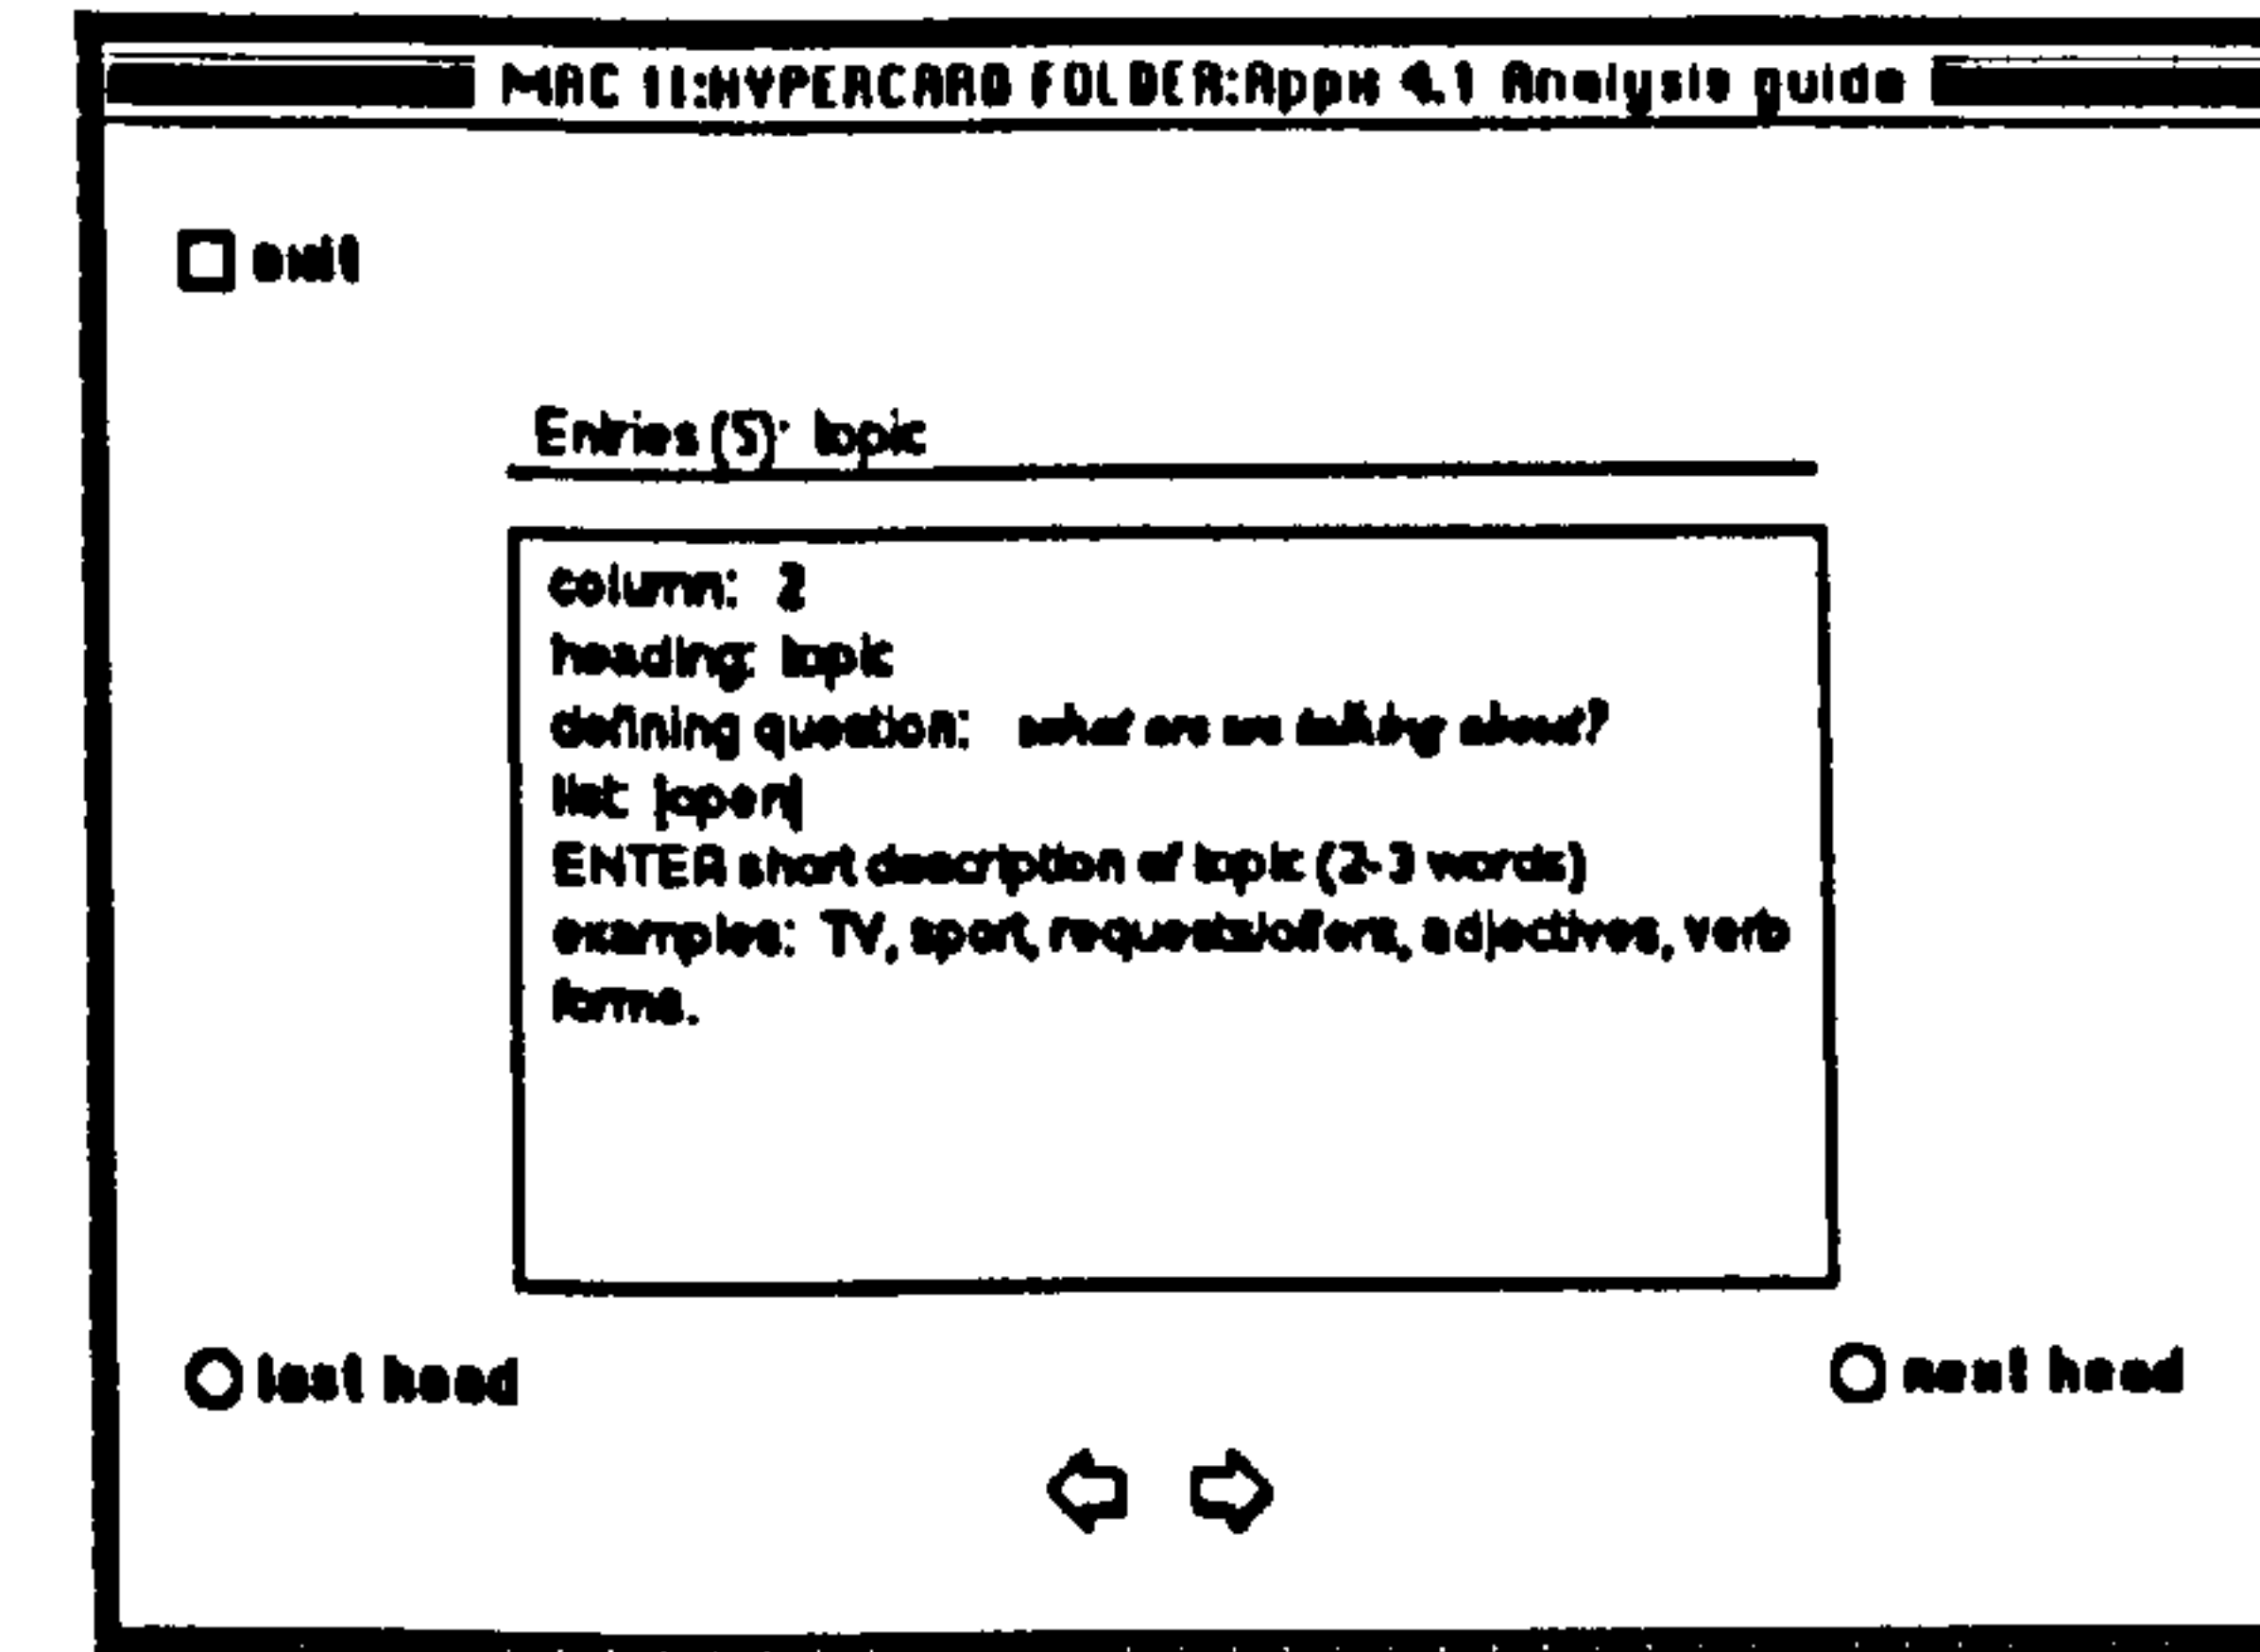 MAC II:HYPERCARD FOLDER:Appx 4.1 Analysis guide
exit
Entries (5): topic
column: 2
heading: topic
defining question: what are we talking about?
list: [open]
ENTER short description of topic (2-3 words)
examples: TV, sport, requests/offers, adjectives, verb
forms.
last head
next head